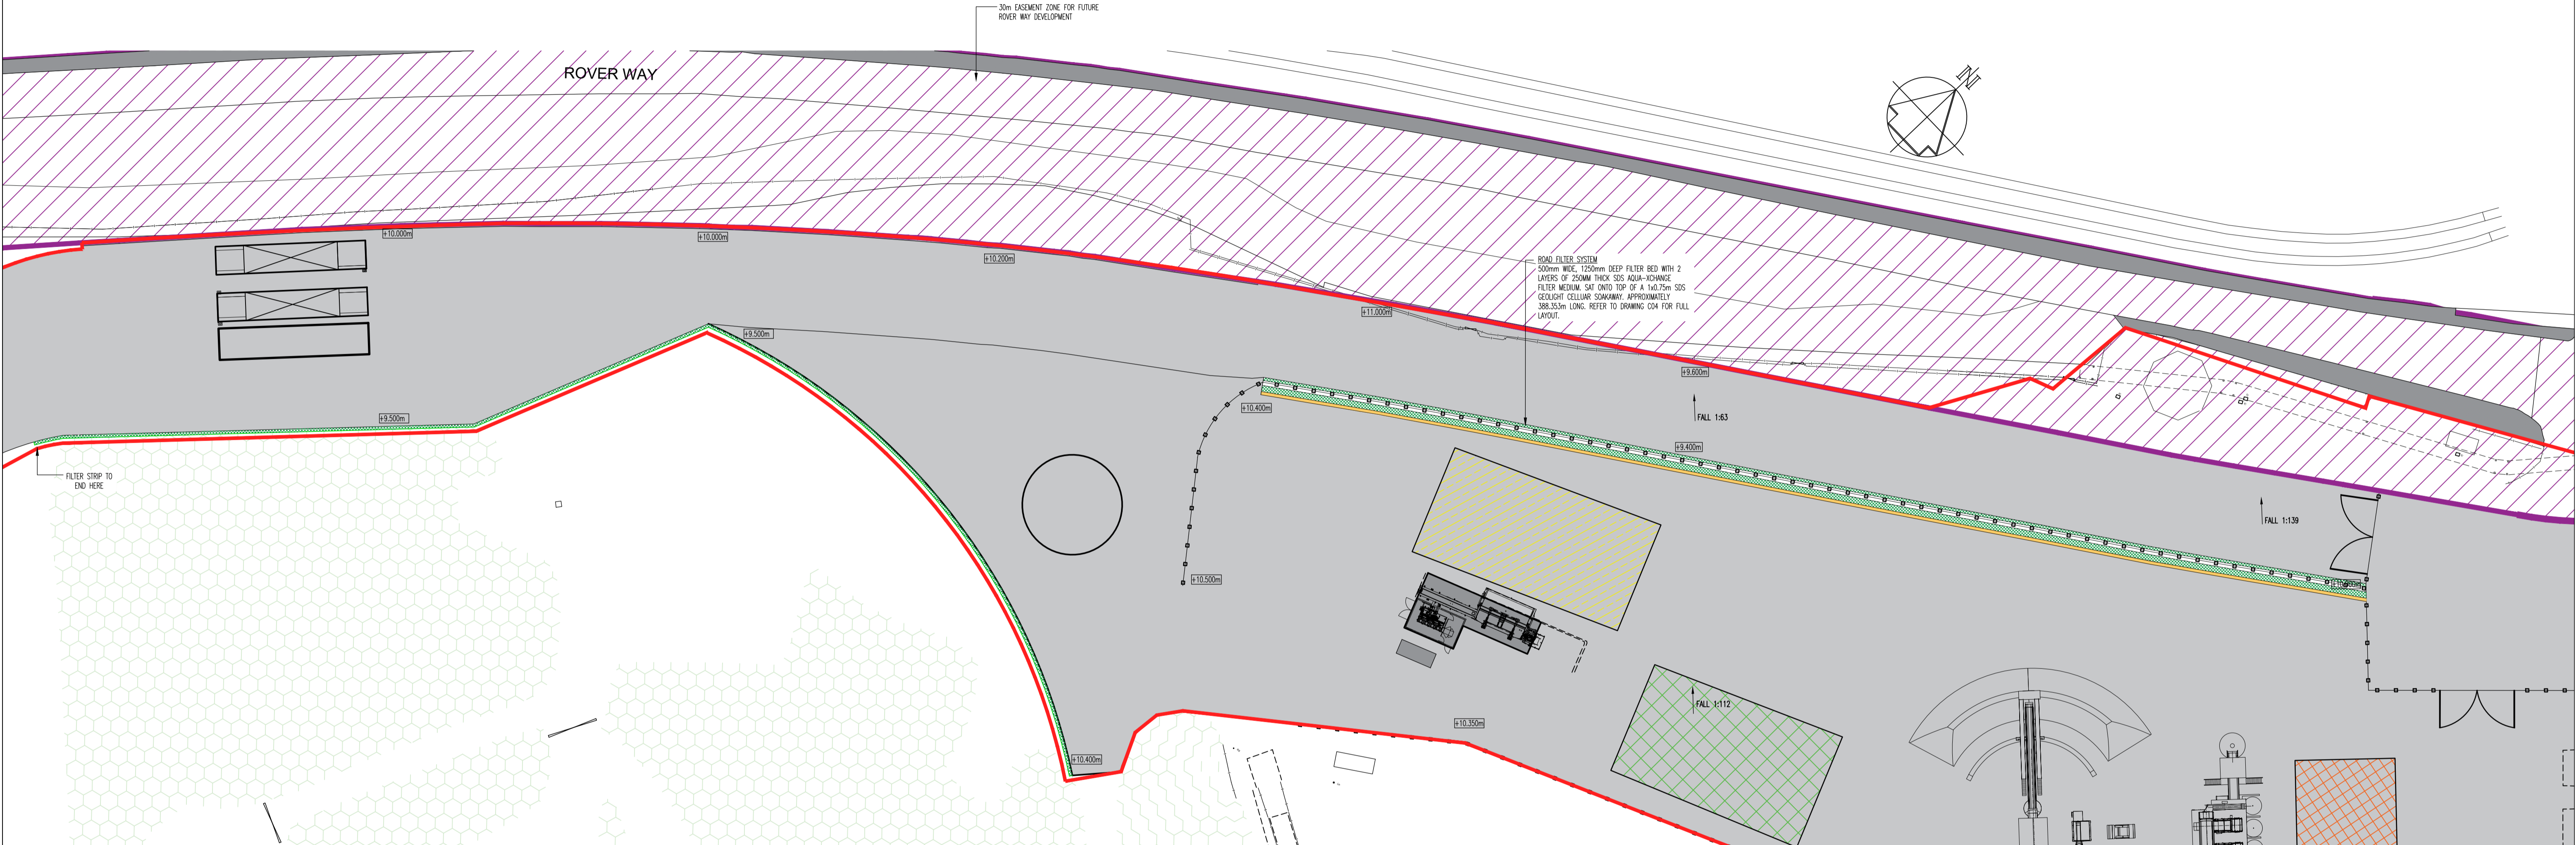 30m EASEMENT ZONE FOR FUTURE
ROVER WAY DEVELOPMENT
ROVER WAY
N
+10.000m
+10.000m
+10.200m
ROAD FILTER SYSTEM
500mm WIDE, 1250mm DEEP FILTER BED WITH 2
LAYERS OF 250MM THICK SDS AQUA-XCHANGE
FILTER MEDIUM. SAT ONTO TOP OF A 1x0.75m SDS
GEOLIGHT CELLUAR SOAKAWAY. APPROXIMATELY
388.353m LONG. REFER TO DRAWING C04 FOR FULL
LAYOUT.
+11.000m
+9.500m
+9.600m
+10.400m
FALL 1:63
+9.500m
+9.400m
FILTER STRIP TO
END HERE
FALL 1:139
+10.500m
FALL 1:112
+10.350m
+10.400m